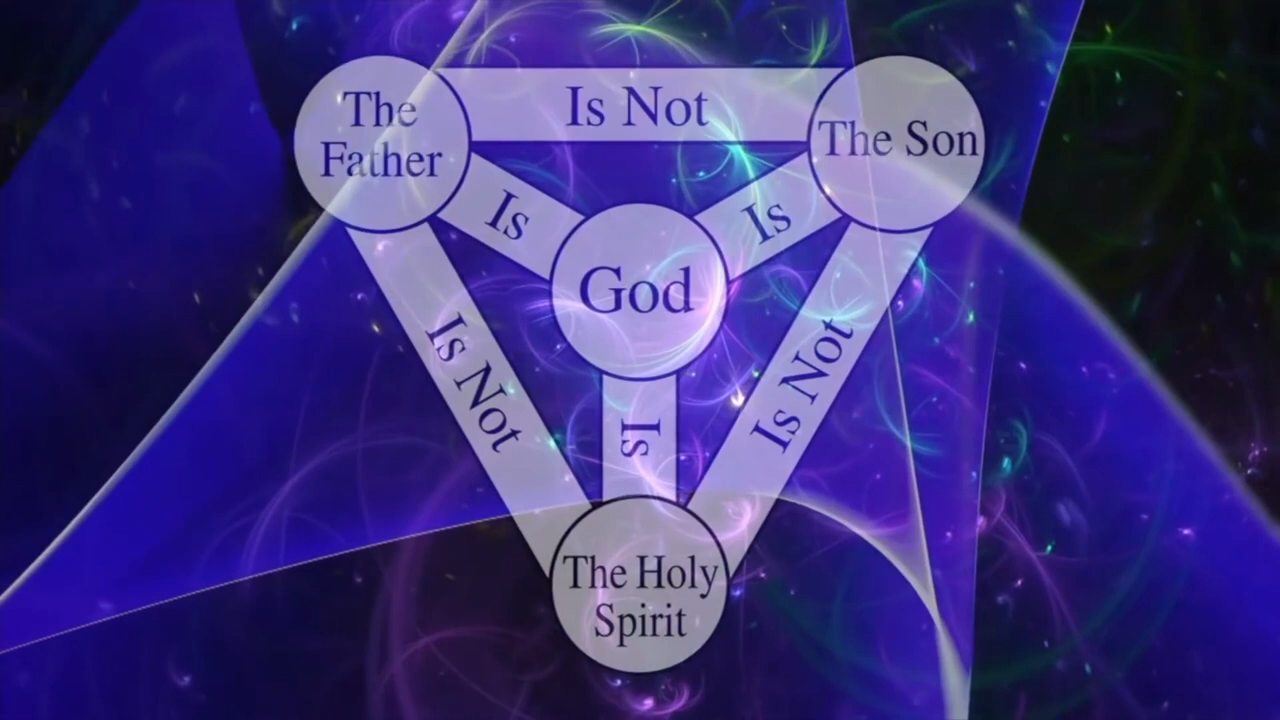 The
Father
Is Not
The Son
Is
Is
God
Is Not
Is
Is Not
The Holy
Spirit